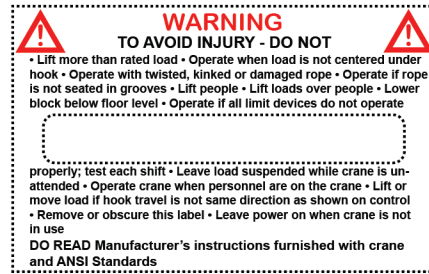 WARNING
TO AVOID INJURY - DO NOT
• Lift more than rated load • Operate when load is not centered under
hook • Operate with twisted, kinked or damaged rope • Operate if rope
is not seated in grooves • Lift people • Lift loads over people • Lower
block below floor level • Operate if all limit devices do not operate
properly; test each shift • Leave load suspended while crane is un-
attended • Operate crane when personnel are on the crane • Lift or
move load if hook travel is not same direction as shown on control
• Remove or obscure this label • Leave power on when crane is not
in use
DO READ Manufacturer's instructions furnished with crane
and ANSI Standards